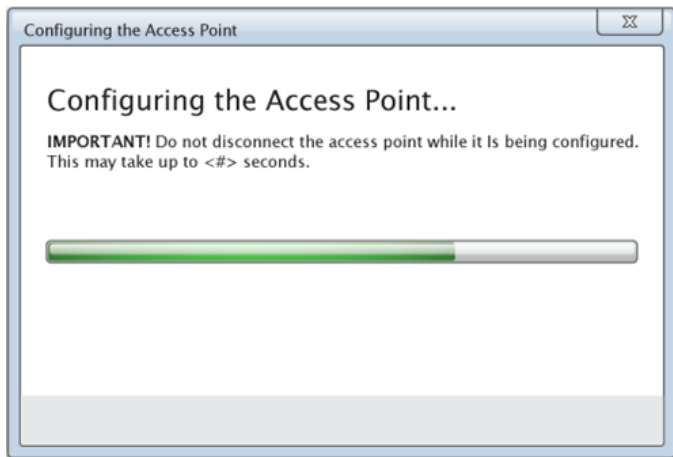 Configuring the Access Point
X
Configuring the Access Point...
IMPORTANT! Do not disconnect the access point while it Is being configured.
This may take up to <#> seconds.